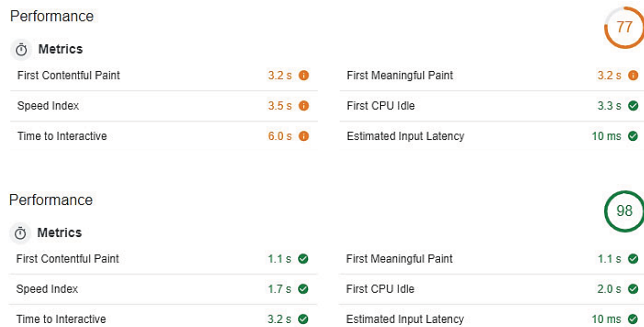 Performance
77
Metrics
First Contentful Paint 3.2 s First Meaningful Paint 3.2 s
Speed Index 3.5 s First CPU Idle 3.3 s
Time to Interactive 6.0 s Estimated Input Latency 10 ms
Performance
98
Metrics
First Contentful Paint 1.1 s First Meaningful Paint 1.1 s
Speed Index 1.7 s First CPU Idle 2.0 s
Time to Interactive 3.2 s Estimated Input Latency 10 ms